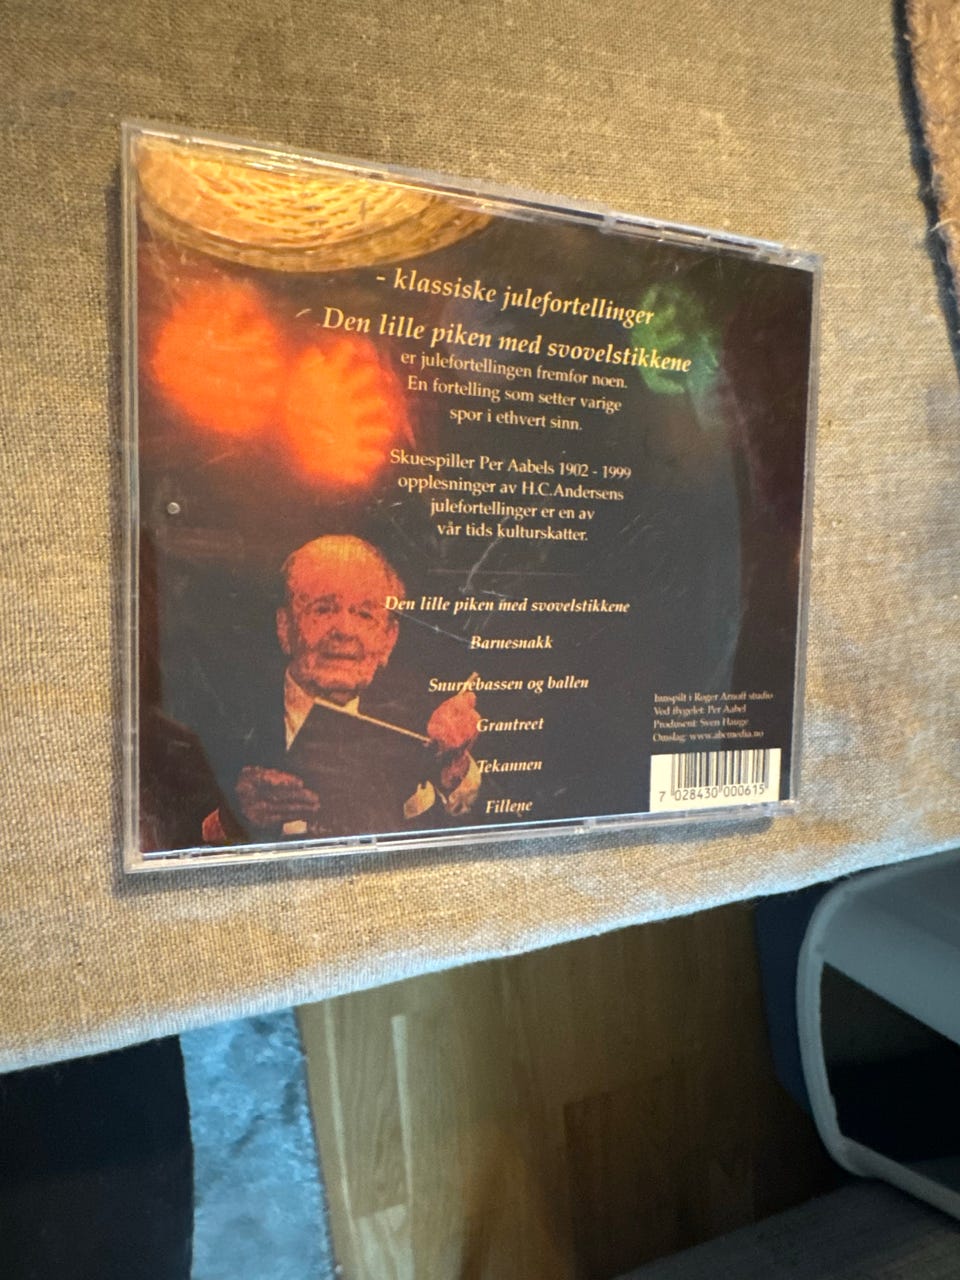 - klassiske julefortellinger
Den lille piken med svovelstikkene
er julefortellingen fremfor noen.
En fortelling som setter varige
spor i ethvert sinn.
Skuespiller Per Aabels 1902 - 1999
opplesninger av H.C.Andersens
julefortellinger er en av
vår tids kulturskatter.
Den lille piken med svovelstikkene
Barnesnakk
Snurrebassen og ballen
Grantreet
Tekannen
Fillene
Innspilt i Roger Arnoff studio
Ved flygelet: Per Aabel
Produsent: Sven Hauge
Omslag: www.abcmedia.no
7 028430 000615